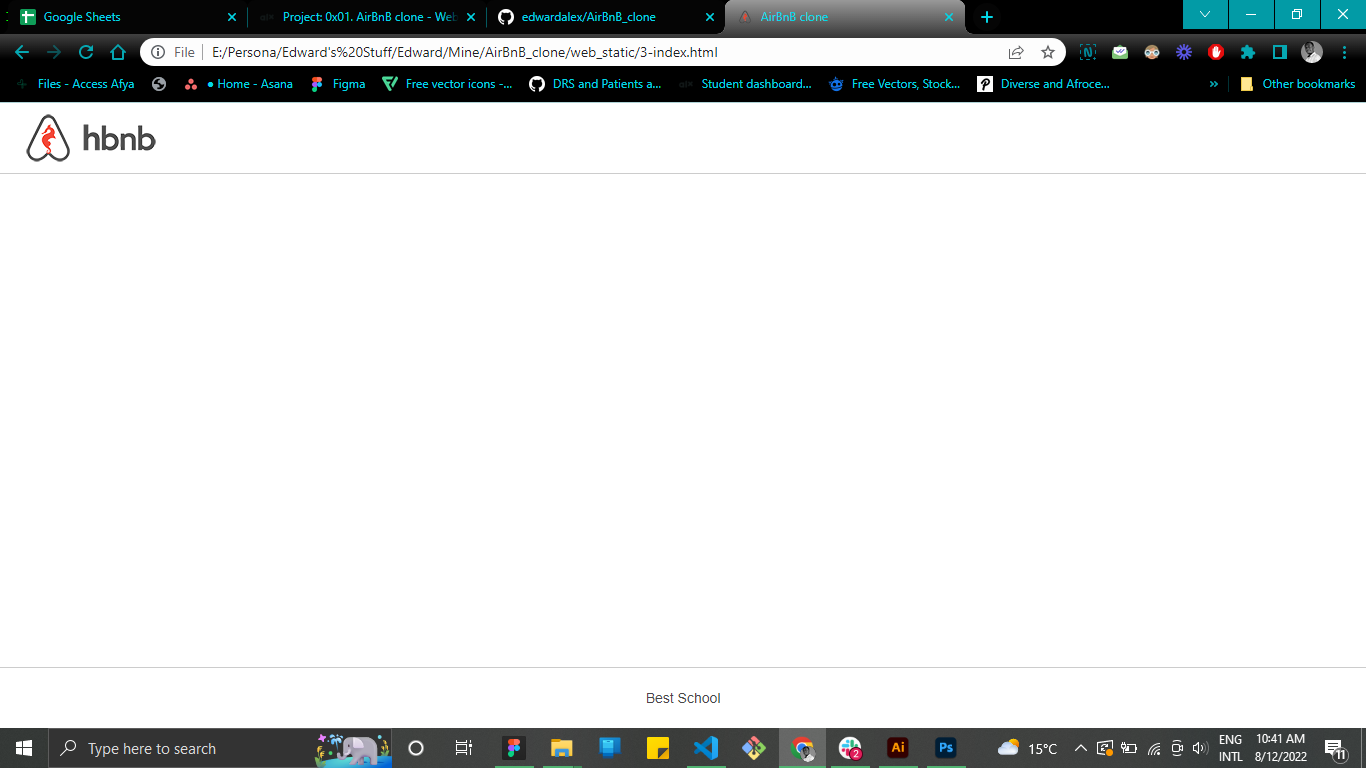 Google Sheets
Project: 0x01. AirBnB clone - Web
edwardalex/AirBnB_clone
AirBnB clone
File
E:/Persona/Edward's%20Stuff/Edward/Mine/AirBnB_clone/web_static/3-index.html
Files - Access Afya
• Home - Asana
Figma
Free vector icons -...
DRS and Patients a...
Student dashboard...
Free Vectors, Stock...
Diverse and Afroce...
»
Other bookmarks
hbnb
Best School
Type here to search
Ai
Ps
2
15°C
ENG
INTL
10:41 AM
8/12/2022
11